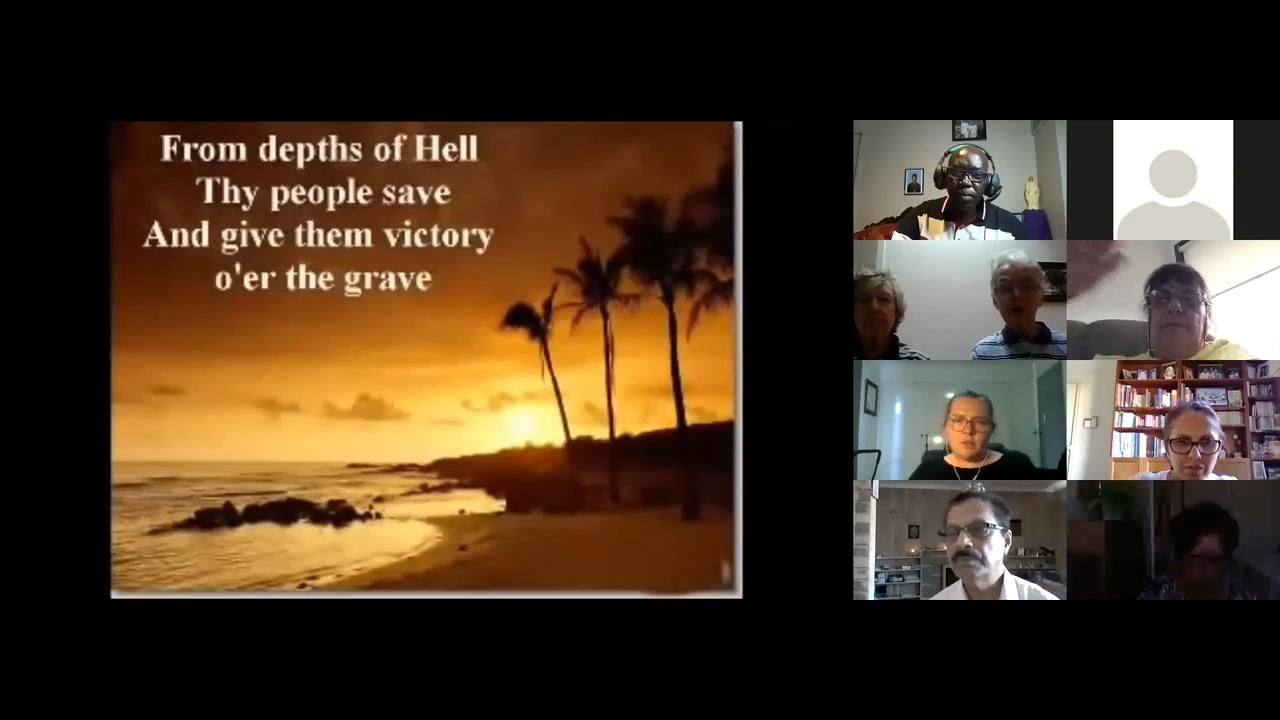 From depths of Hell
Thy people save
And give them victory
o'er the grave